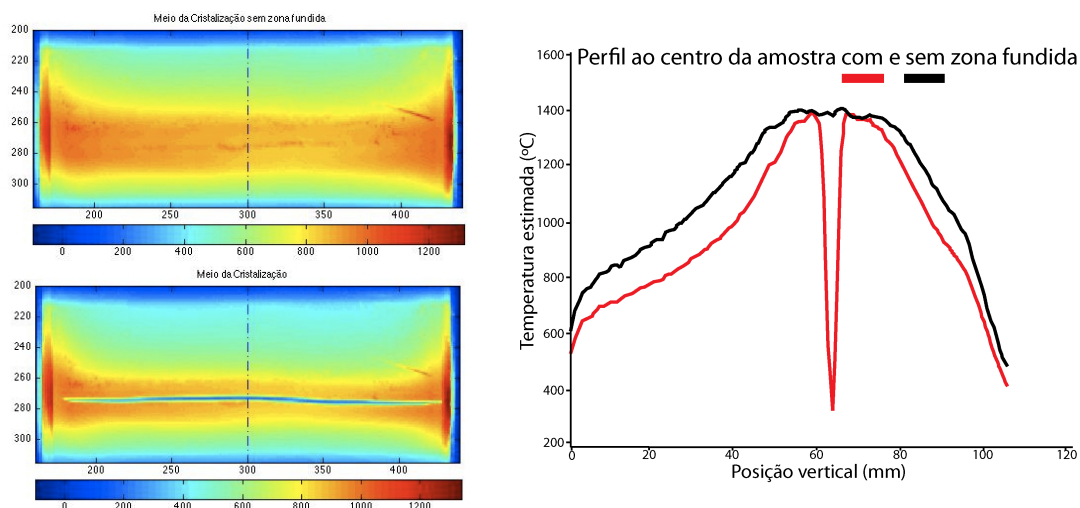 Meio da Cristalização sem zona fundida
200
220
240
260
280
300
200 250 300 350 400
0 200 400 600 800 1000 1200
Meio da Cristalização
200
220
240
260
280
300
200 250 300 350 400
0 200 400 600 800 1000 1200
Perfil ao centro da amostra com e sem zona fundida
1600
1400
1200
1000
800
600
400
200
Temperatura estimada (ºC)
0 20 40 60 80 100 120
Posição vertical (mm)